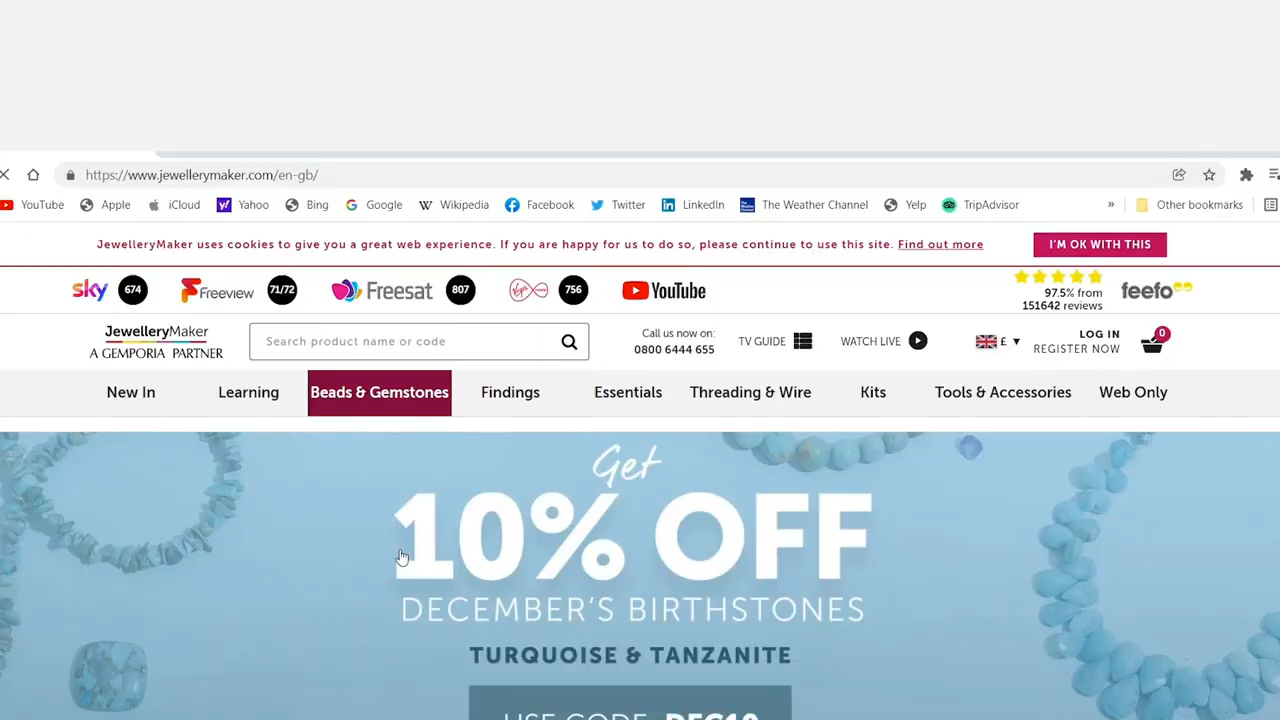 https://www.jewellerymaker.com/en-gb/
YouTube Apple iCloud Yahoo Bing Google Wikipedia Facebook Twitter LinkedIn The Weather Channel Yelp TripAdvisor » Other bookmarks
JewelleryMaker uses cookies to give you a great web experience. If you are happy for us to do so, please continue to use this site. Find out more I'M OK WITH THIS
sky 674 Freeview 71/72 Freesat 807 Virgin media 756 YouTube
97.5% from
151642 reviews
feefo
JewelleryMaker
A GEMPORIA PARTNER
Search product name or code
Call us now on:
0800 6444 655
TV GUIDE WATCH LIVE £ ▼
LOG IN
REGISTER NOW
0
New In Learning Beads & Gemstones Findings Essentials Threading & Wire Kits Tools & Accessories Web Only
Get
10% OFF
DECEMBER'S BIRTHSTONES
TURQUOISE & TANZANITE
USE CODE DEC10